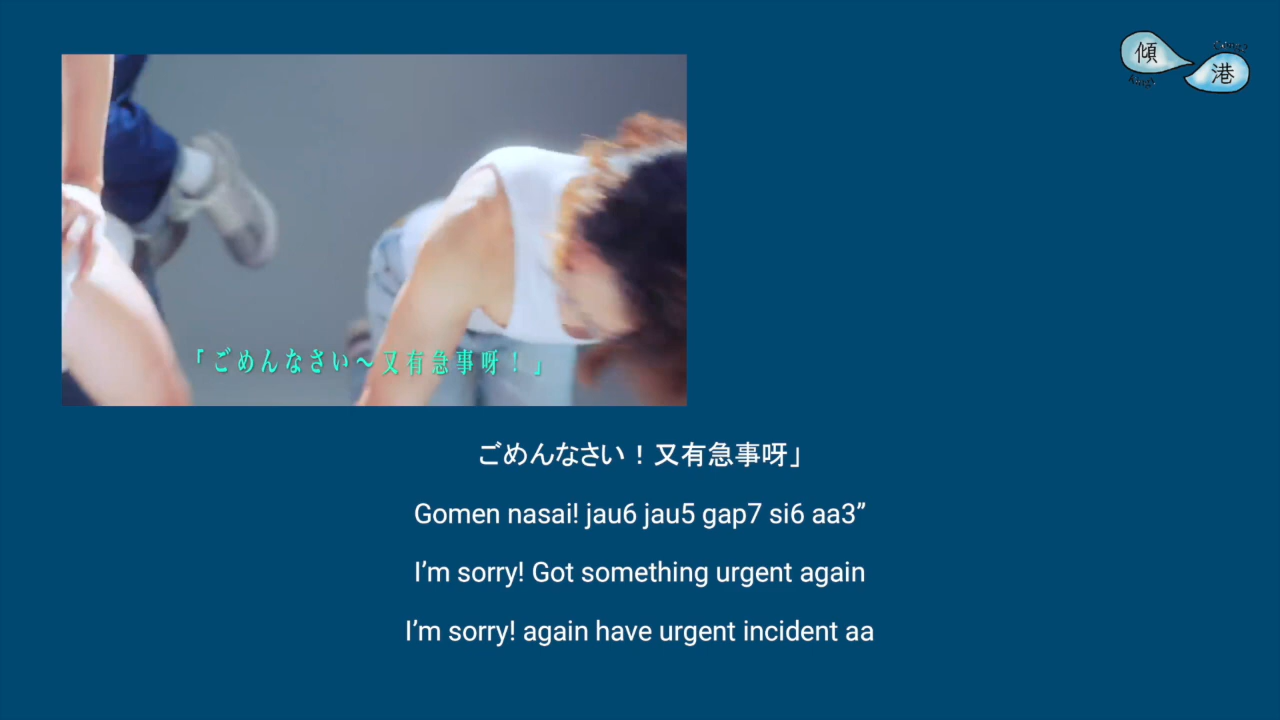 傾
港
「ごめんなさい～又有急事呀！」
ごめんなさい！又有急事呀」
Gomen nasai! jau6 jau5 gap7 si6 aa3”
I’m sorry! Got something urgent again
I’m sorry! again have urgent incident aa